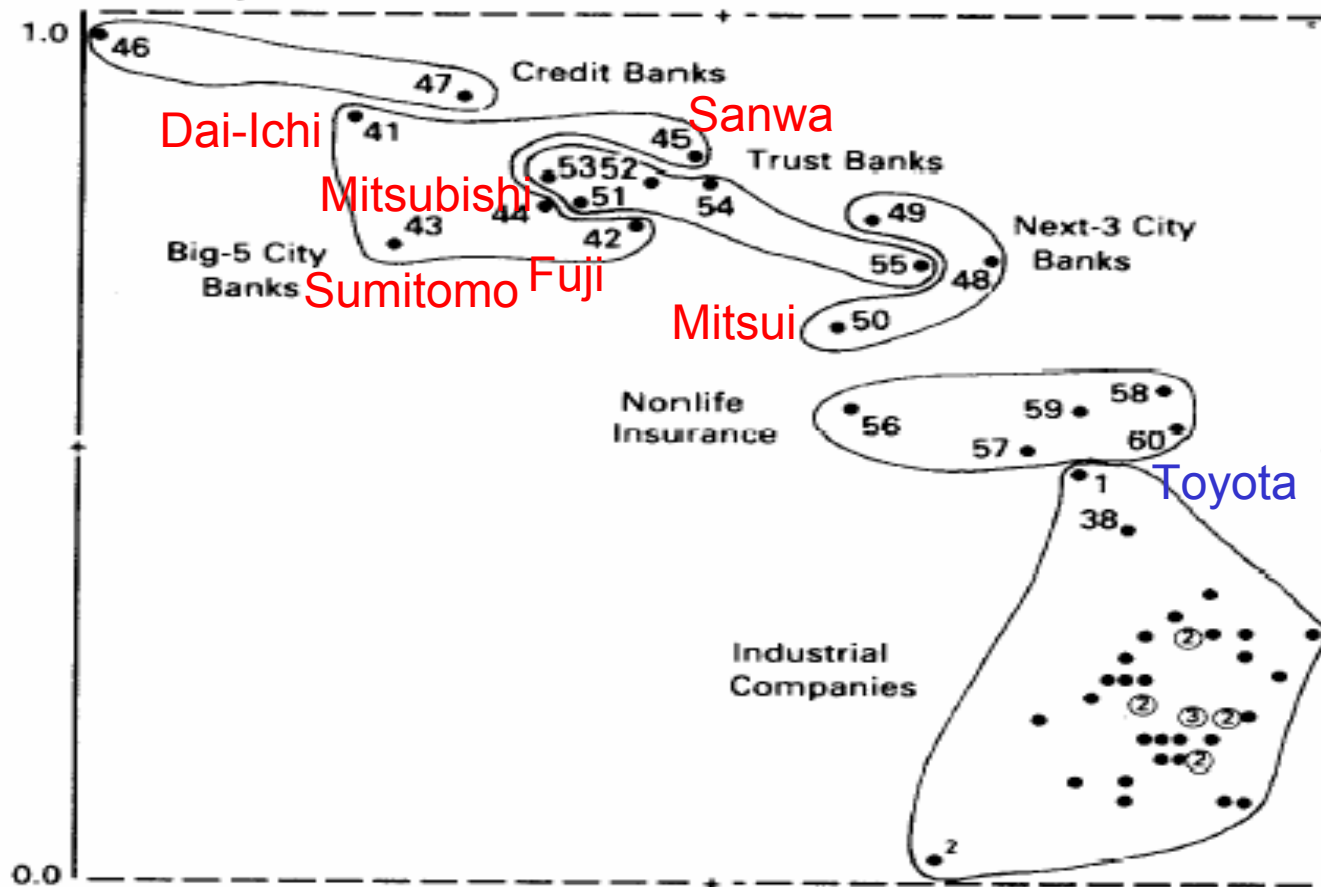 1.0
46
47
Credit Banks
Dai-Ichi
41
45
Sanwa
Trust Banks
53
52
Mitsubishi
51
54
44
43
42
49
Next-3 City
Banks
Big-5 City
Banks
Sumitomo
Fuji
55
48
Mitsui
50
Nonlife
Insurance
56
59
58
57
60
1
Toyota
38
Industrial
Companies
2
2
3
2
2
2
0.0